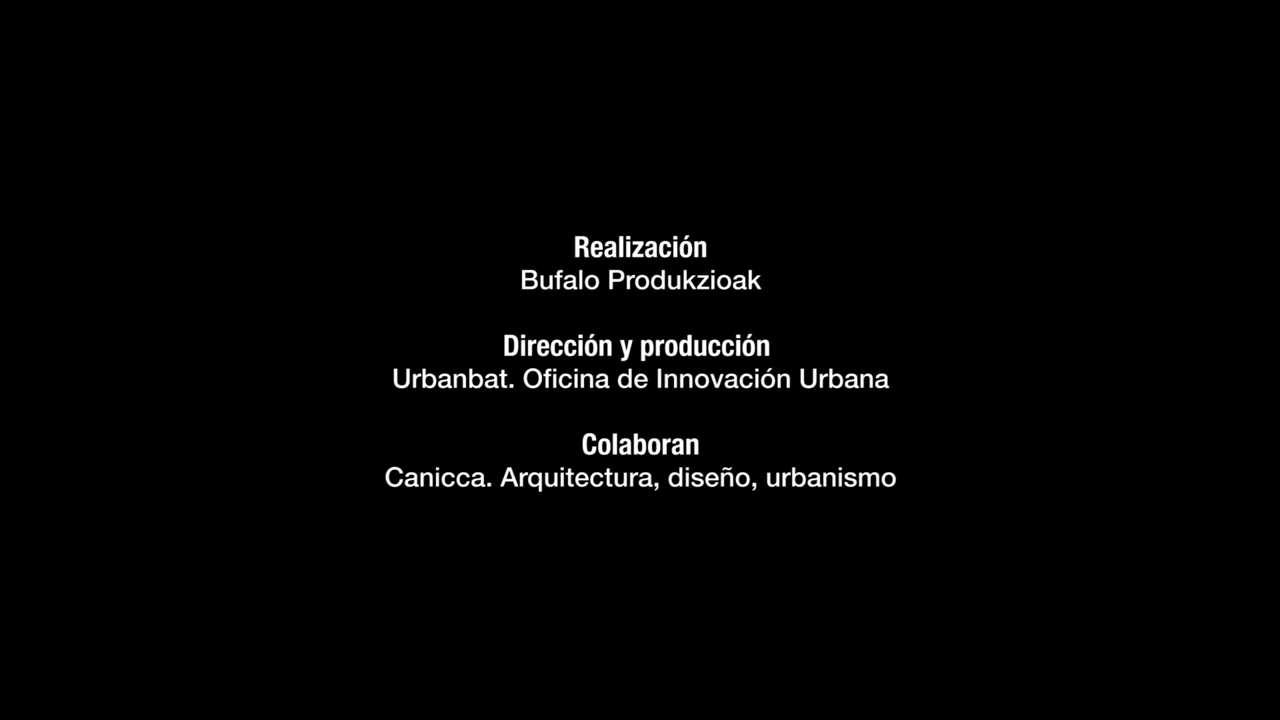 Realización
Bufalo Produkzioak
Dirección y producción
Urbanbat. Oficina de Innovación Urbana
Colaboran
Canicca. Arquitectura, diseño, urbanismo